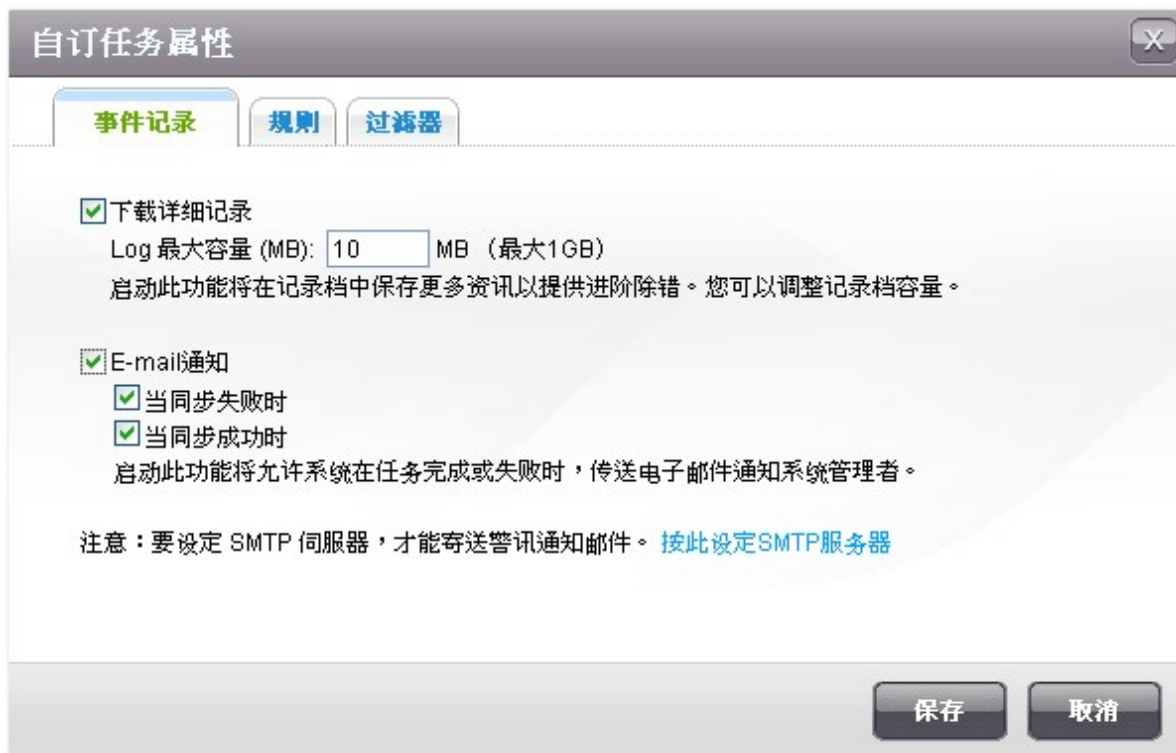 自订任务属性
X
事件记录 规则 过滤器
下载详细记录
Log 最大容量 (MB): 10 MB （最大1GB）
启动此功能将在记录档中保存更多资讯以提供进阶除错。您可以调整记录档容量。
E-mail通知
当同步失败时
当同步成功时
启动此功能将允许系统在任务完成或失败时，传送电子邮件通知系统管理者。
注意：要设定 SMTP 伺服器，才能寄送警讯通知邮件。 按此设定SMTP服务器
保存 取消